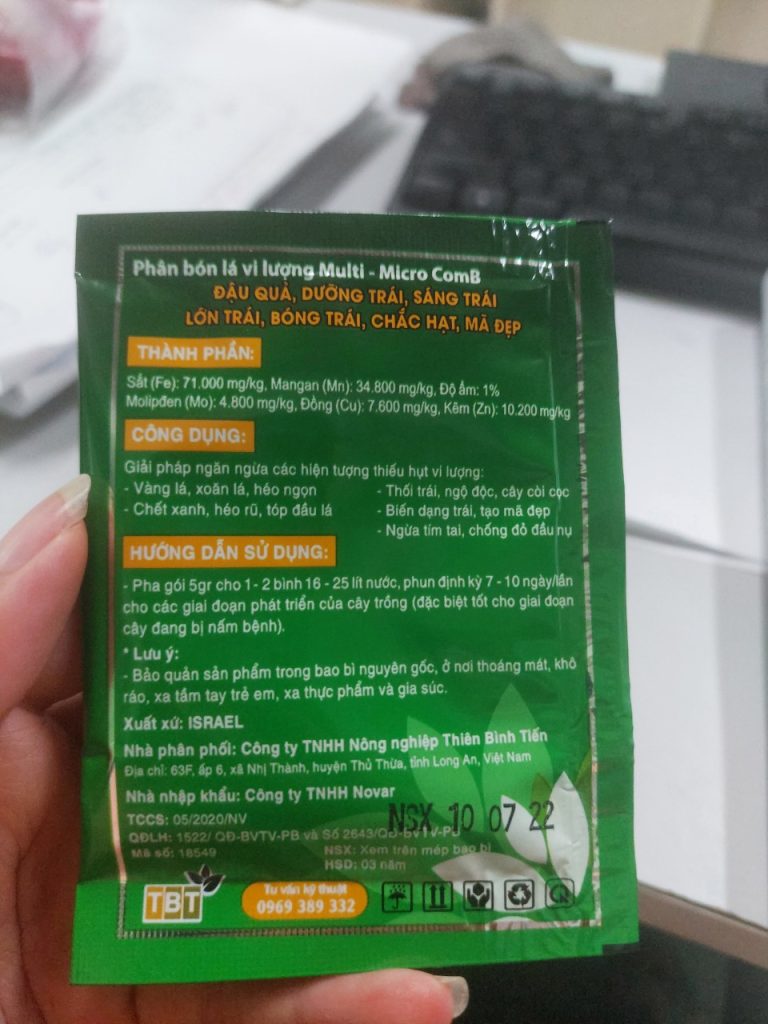 Phân bón lá vi lượng Multi - Micro ComB
ĐẬU QUẢ, DƯỠNG TRÁI, SÁNG TRÁI
LỚN TRÁI, BÓNG TRÁI, CHẮC HẠT, MÃ ĐẸP
THÀNH PHẦN:
Sắt (Fe): 71.000 mg/kg, Mangan (Mn): 34.800 mg/kg, Độ ẩm: 1%
Molipđen (Mo): 4.800 mg/kg, Đồng (Cu): 7.600 mg/kg, Kẽm (Zn): 10.200 mg/kg
CÔNG DỤNG:
Giải pháp ngăn ngừa các hiện tượng thiếu hụt vi lượng:
- Vàng lá, xoăn lá, héo ngọn
- Thối trái, ngộ độc, cây còi cọc
- Chết xanh, héo rũ, tóp đầu lá
- Biến dạng trái, tạo mã đẹp
- Ngừa tím tai, chống đỏ đầu nụ
HƯỚNG DẪN SỬ DỤNG:
- Pha gói 5gr cho 1 - 2 bình 16 - 25 lít nước, phun định kỳ 7 - 10 ngày/lần
cho các giai đoạn phát triển của cây trồng (đặc biệt tốt cho giai đoạn
cây đang bị nấm bệnh).
* Lưu ý:
- Bảo quản sản phẩm trong bao bì nguyên gốc, ở nơi thoáng mát, khô
ráo, xa tầm tay trẻ em, xa thực phẩm và gia súc.
Xuất xứ: ISRAEL
Nhà phân phối: Công ty TNHH Nông nghiệp Thiên Bình Tiến
Địa chỉ: 63F, ấp 6, xã Nhị Thành, huyện Thủ Thừa, tỉnh Long An, Việt Nam
Nhà nhập khẩu: Công ty TNHH Novar
NSX 10 07 22
TCCS: 05/2020/NV
QĐLH: 1522/ QĐ-BVTV-PB và Số 2643/QĐ-BVTV-PB
Mã số: 18549
NSX: Xem trên mép bao bì
HSD: 03 năm
TBT
Tư vấn kỹ thuật
0969 389 332